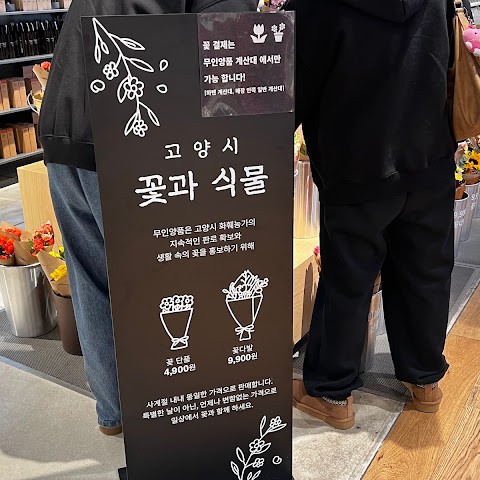 꽃 결제는
무인양품 계산대 에서만
가능 합니다!
고양시
꽃과 식물
무인양품은 고양시 화훼농가의
지속적인 판로 확보와
생활 속의 꽃을 홍보하기 위해
꽃 단품
4,900원
꽃다발
9,900원
사계절 내내 동일한 가격으로 판매합니다.
특별한 날이 아닌, 언제나 변함없는 가격으로
일상에서 꽃과 함께 하세요.